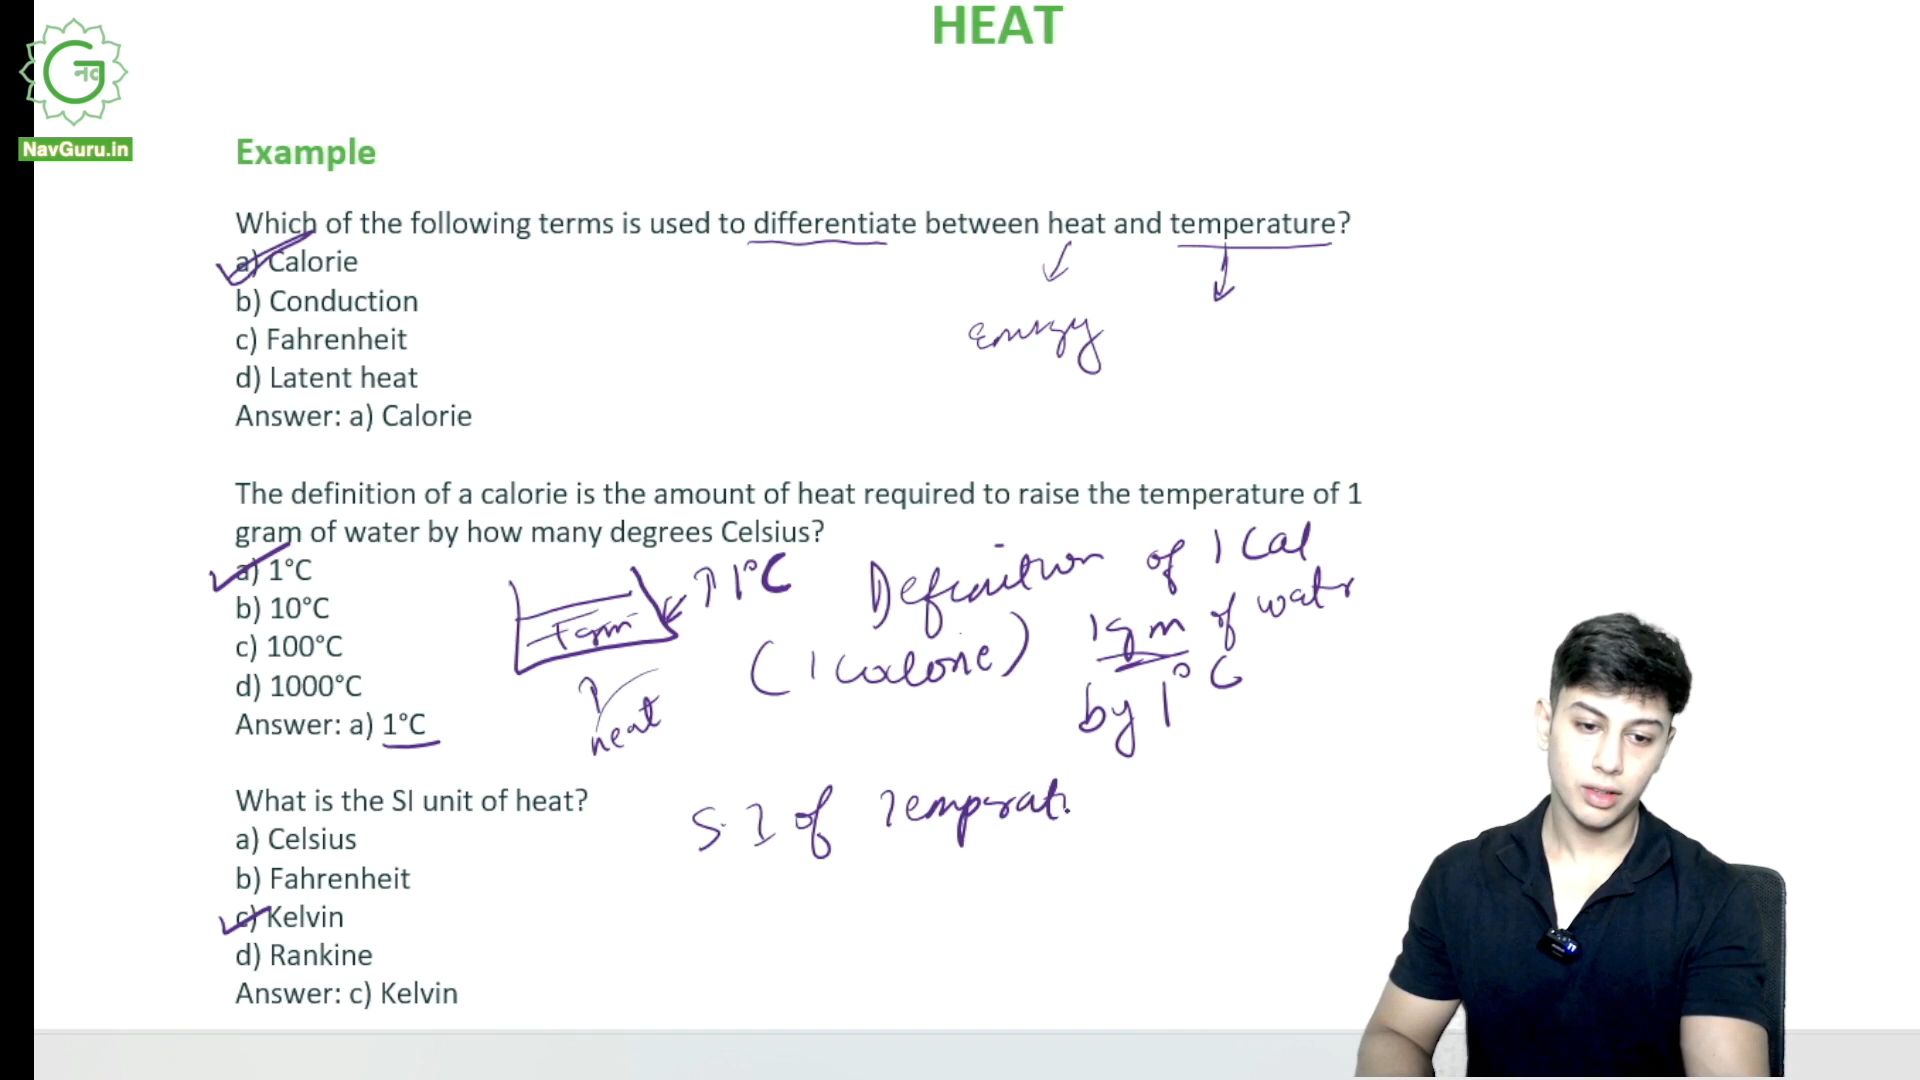 HEAT
नव
NavGuru.in
Example
Which of the following terms is used to differentiate between heat and temperature?
a) Calorie
b) Conduction
c) Fahrenheit
d) Latent heat
Answer: a) Calorie
Energy
The definition of a calorie is the amount of heat required to raise the temperature of 1
gram of water by how many degrees Celsius?
a) 1°C
b) 10°C
c) 100°C
d) 1000°C
Answer: a) 1°C
↑ 1°C
heat
Definition of 1 Cal
(1 calorie) 1gm of water
by 1°C
What is the SI unit of heat?
a) Celsius
b) Fahrenheit
c) Kelvin
d) Rankine
Answer: c) Kelvin
S.I of Temperat